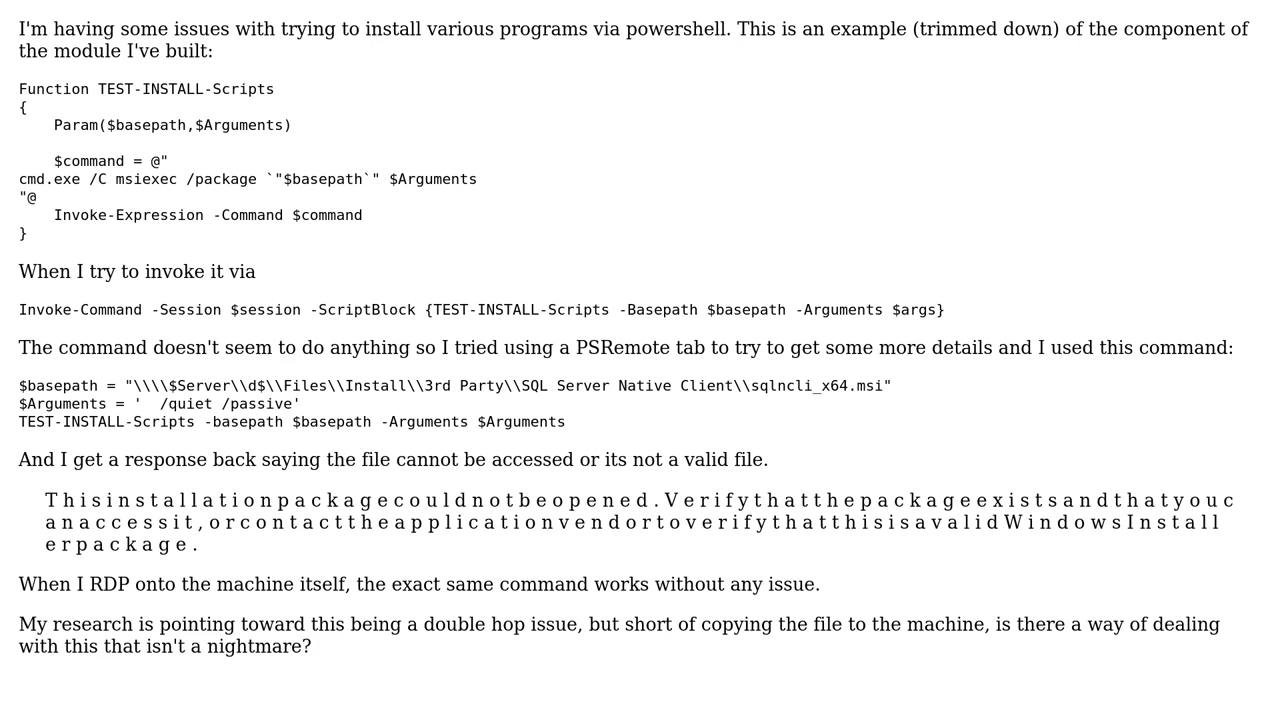 I'm having some issues with trying to install various programs via powershell. This is an example (trimmed down) of the component of
the module I've built:
Function TEST-INSTALL-Scripts
{
    Param($basepath,$Arguments)
    $command = @"
cmd.exe /C msiexec /package `"$basepath`" $Arguments
"@
    Invoke-Expression -Command $command
}
When I try to invoke it via
Invoke-Command -Session $session -ScriptBlock {TEST-INSTALL-Scripts -Basepath $basepath -Arguments $args}
The command doesn't seem to do anything so I tried using a PSRemote tab to try to get some more details and I used this command:
$basepath = "\\\\$Server\\d$\\Files\\Install\\3rd Party\\SQL Server Native Client\\sqlncli_x64.msi"
$Arguments = '  /quiet /passive'
TEST-INSTALL-Scripts -basepath $basepath -Arguments $Arguments
And I get a response back saying the file cannot be accessed or its not a valid file.
T h i s i n s t a l l a t i o n p a c k a g e c o u l d n o t b e o p e n e d . V e r i f y t h a t t h e p a c k a g e e x i s t s a n d t h a t y o u c
a n a c c e s s i t , o r c o n t a c t t h e a p p l i c a t i o n v e n d o r t o v e r i f y t h a t t h i s i s a v a l i d W i n d o w s I n s t a l l
e r p a c k a g e .
When I RDP onto the machine itself, the exact same command works without any issue.
My research is pointing toward this being a double hop issue, but short of copying the file to the machine, is there a way of dealing
with this that isn't a nightmare?